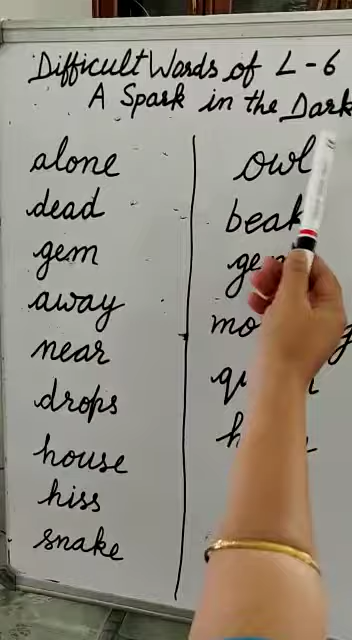 Difficult Words of L-6
A Spark in the Dark
alone
dead
gem
away
near
drops
house
hiss
snake
owl
beak